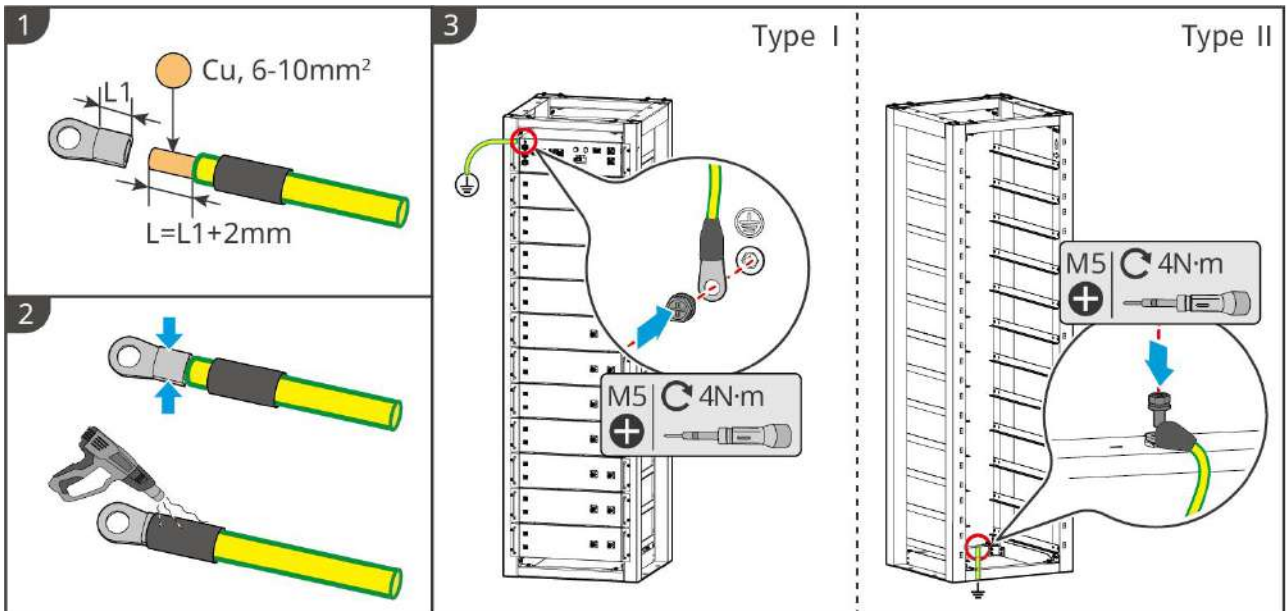 1
Cu, 6-10mm²
L1
L=L1+2mm
2
3
Type I
M5
4N·m
Type II
M5
4N·m